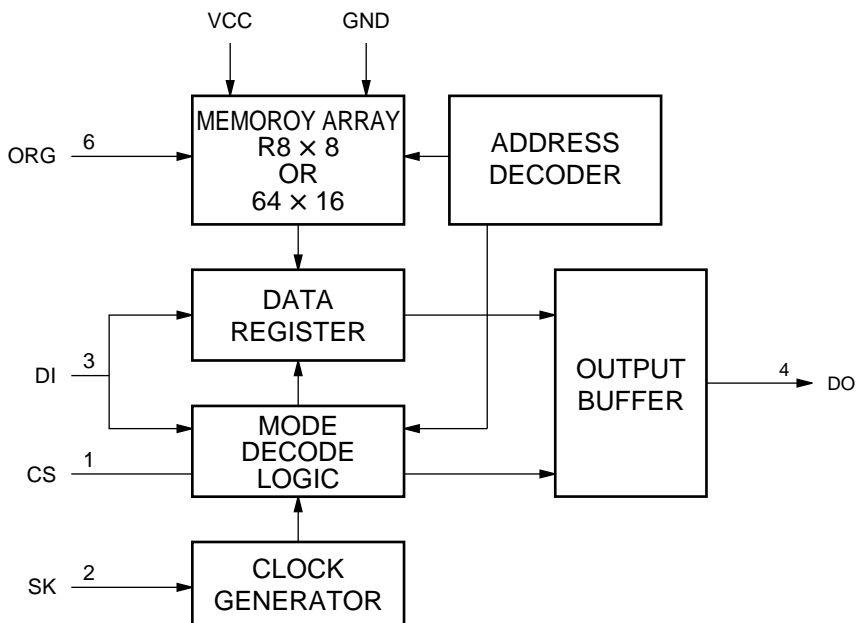 VCC
GND
ORG
6
MEMOROY ARRAY
R8 × 8
OR
64 × 16
ADDRESS
DECODER
DATA
REGISTER
DI
3
OUTPUT
BUFFER
4
DO
MODE
DECODE
LOGIC
CS
1
SK
2
CLOCK
GENERATOR